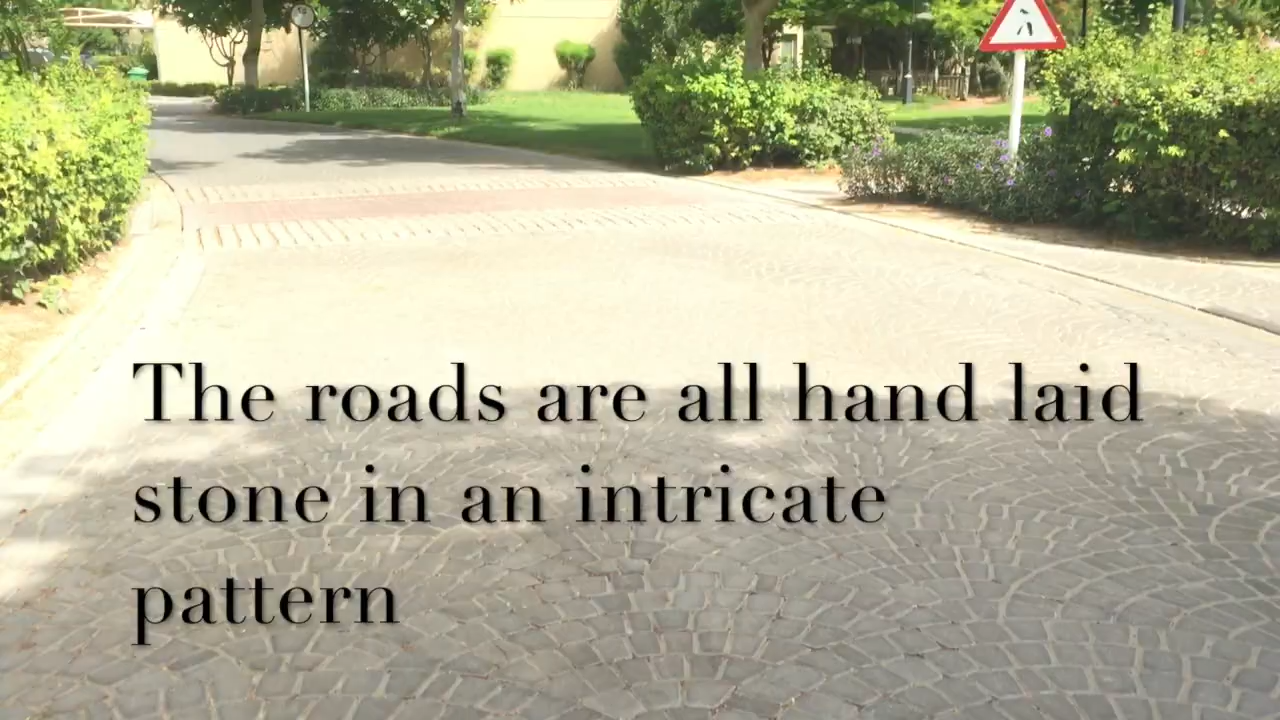 The roads are all hand laid
stone in an intricate
pattern